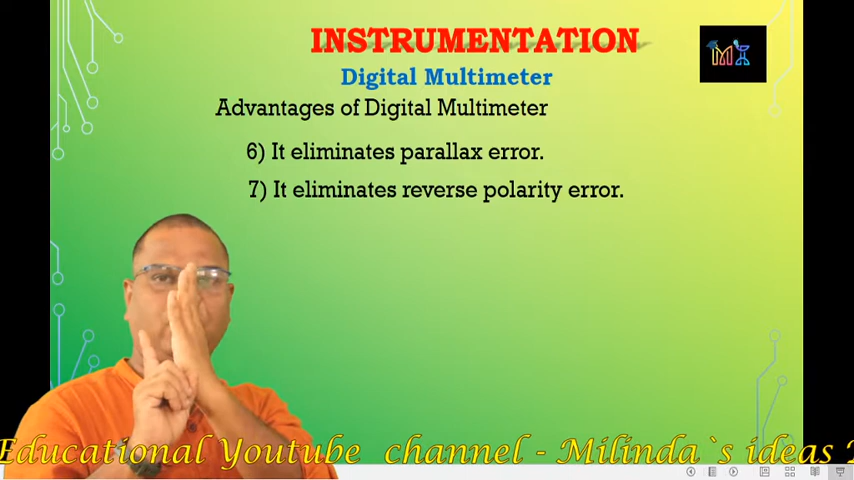 INSTRUMENTATION
Digital Multimeter
Advantages of Digital Multimeter
6) It eliminates parallax error.
7) It eliminates reverse polarity error.
MI
Educational Youtube channel - Milinda`s ideas